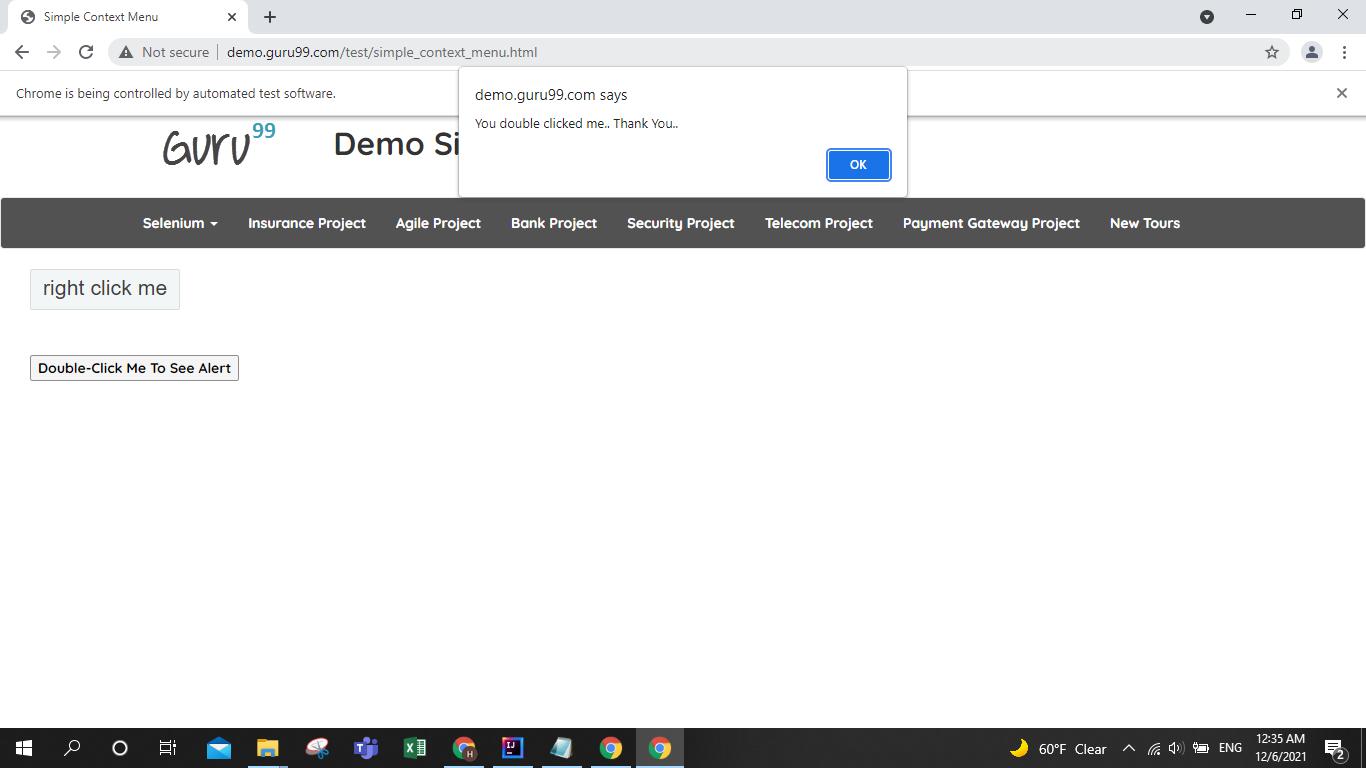 Simple Context Menu
Not secure | demo.guru99.com/test/simple_context_menu.html
Chrome is being controlled by automated test software.
demo.guru99.com says
You double clicked me.. Thank You..
OK
Guru99 Demo Si
Selenium Insurance Project Agile Project Bank Project Security Project Telecom Project Payment Gateway Project New Tours
right click me
Double-Click Me To See Alert
60°F Clear ENG 12:35 AM
12/6/2021 2